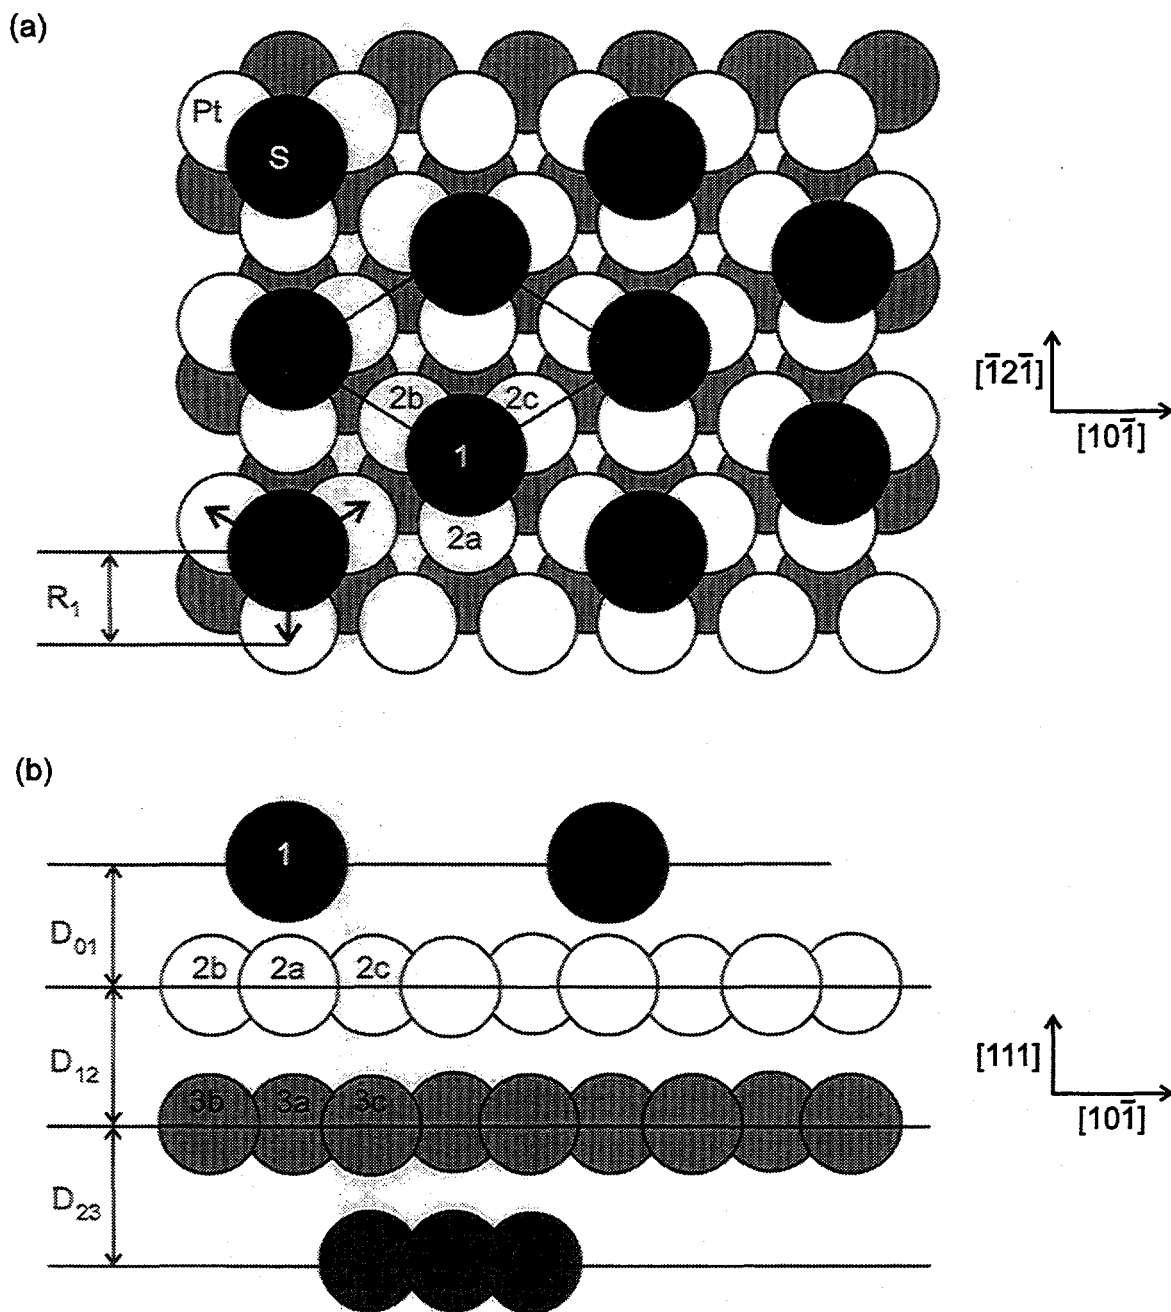 (a)
Pt
S
2b 2c
1
2a
R₁
[1̄21̄]
[101̄]
(b)
1
D₀₁
2b 2a 2c
D₁₂
3b 3a 3c
D₂₃
[111]
[101̄]